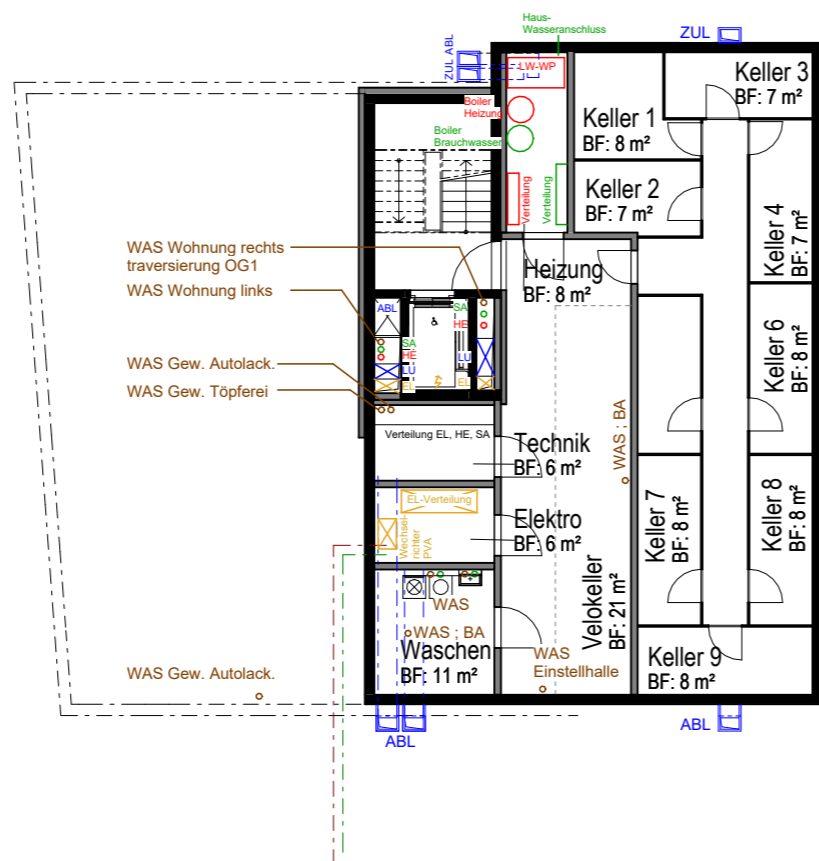 Haus-
Wasseranschluss
ZUL
ZUL ABL
LW-WP
Keller 3
BF: 7 m²
Boiler
Heizung
Keller 1
BF: 8 m²
Boiler
Brauchwasser
Verteilung
Verteilung
Keller 2
BF: 7 m²
Keller 4
BF: 7 m²
WAS Wohnung rechts
traversierung OG1
Heizung
BF: 8 m²
WAS Wohnung links
ABL
SA
HE
SA
HE
LU
EL
LU
EL
Keller 6
BF: 8 m²
WAS Gew. Autolack.
WAS Gew. Töpferei
Verteilung EL, HE, SA
Technik
BF: 6 m²
WAS ; BA
EL-Verteilung
Wechsel-
richter
PVA
Elektro
BF: 6 m²
Keller 7
BF: 8 m²
Keller 8
BF: 8 m²
WAS
Velokeller
BF: 21 m²
WAS ; BA
Waschen
BF: 11 m²
WAS
Einstellhalle
Keller 9
BF: 8 m²
WAS Gew. Autolack.
ABL
ABL